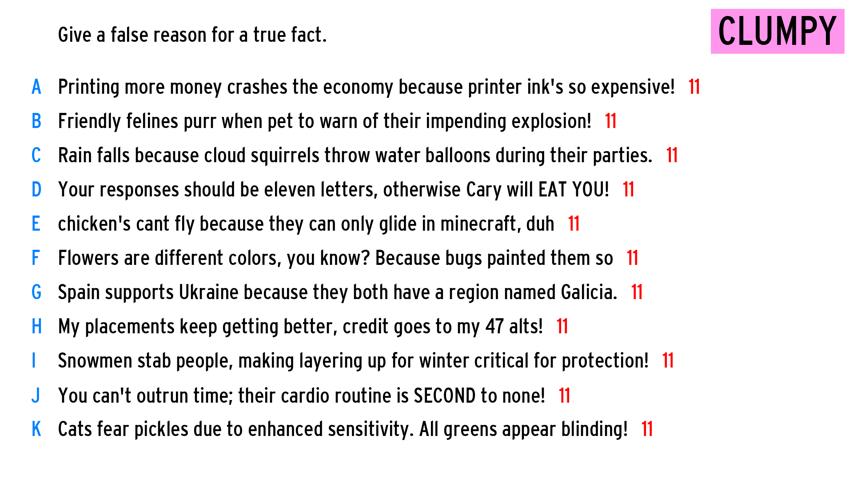 Give a false reason for a true fact.
CLUMPY
A Printing more money crashes the economy because printer ink's so expensive! 11
B Friendly felines purr when pet to warn of their impending explosion! 11
C Rain falls because cloud squirrels throw water balloons during their parties. 11
D Your responses should be eleven letters, otherwise Cary will EAT YOU! 11
E chicken's cant fly because they can only glide in minecraft, duh 11
F Flowers are different colors, you know? Because bugs painted them so 11
G Spain supports Ukraine because they both have a region named Galicia. 11
H My placements keep getting better, credit goes to my 47 alts! 11
I Snowmen stab people, making layering up for winter critical for protection! 11
J You can't outrun time; their cardio routine is SECOND to none! 11
K Cats fear pickles due to enhanced sensitivity. All greens appear blinding! 11